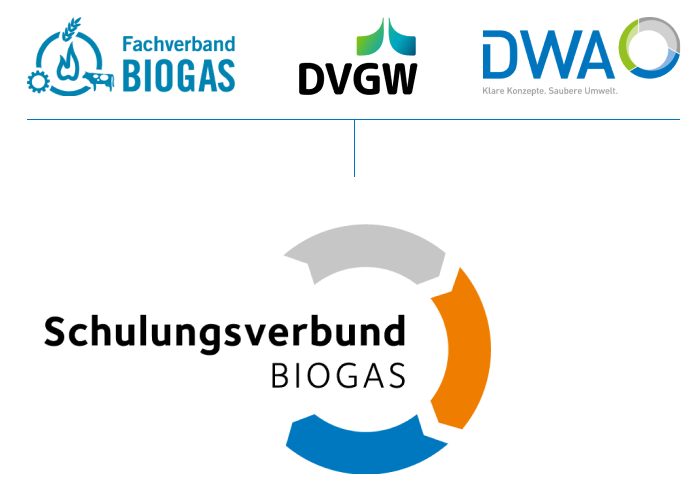 Fachverband
BIOGAS
DVGW
DWA
Klare Konzepte. Saubere Umwelt.
Schulungsverbund
BIOGAS